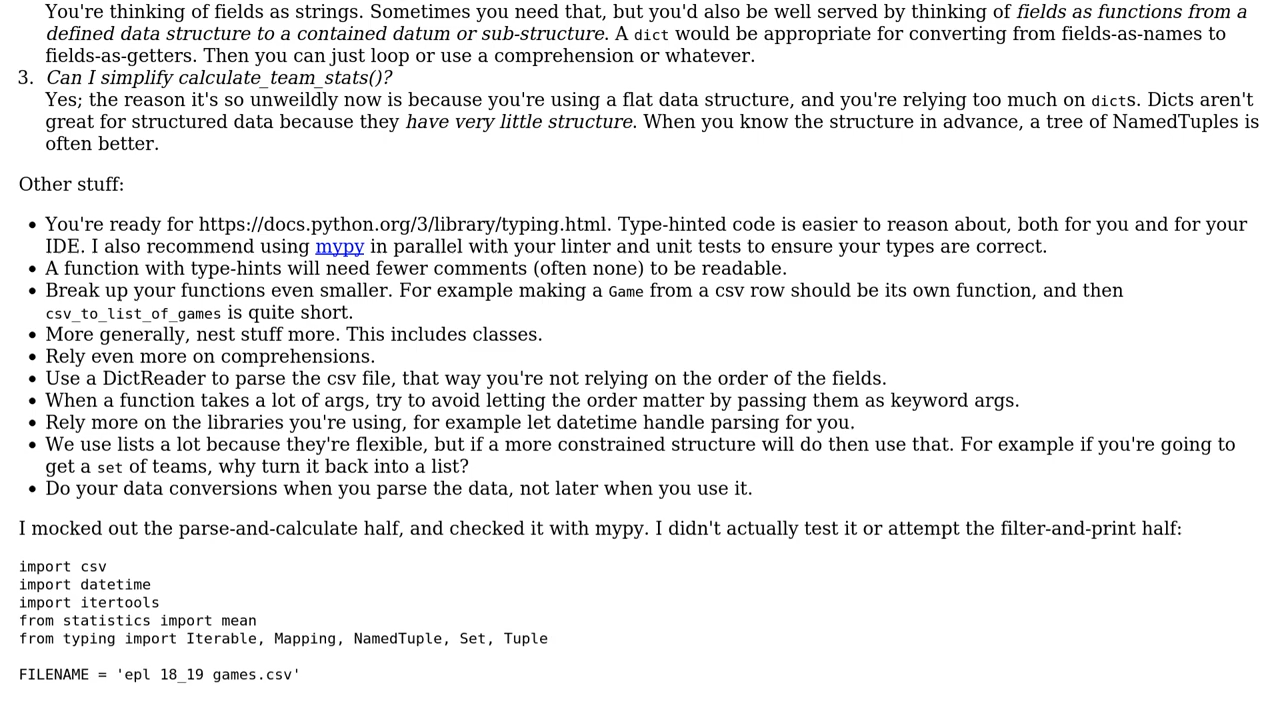 You're thinking of fields as strings. Sometimes you need that, but you'd also be well served by thinking of fields as functions from a
defined data structure to a contained datum or sub-structure. A dict would be appropriate for converting from fields-as-names to
fields-as-getters. Then you can just loop or use a comprehension or whatever.
3. Can I simplify calculate_team_stats()?
Yes; the reason it's so unweildly now is because you're using a flat data structure, and you're relying too much on dicts. Dicts aren't
great for structured data because they have very little structure. When you know the structure in advance, a tree of NamedTuples is
often better.
Other stuff:
• You're ready for https://docs.python.org/3/library/typing.html. Type-hinted code is easier to reason about, both for you and for your
IDE. I also recommend using mypy in parallel with your linter and unit tests to ensure your types are correct.
• A function with type-hints will need fewer comments (often none) to be readable.
• Break up your functions even smaller. For example making a Game from a csv row should be its own function, and then
csv_to_list_of_games is quite short.
• More generally, nest stuff more. This includes classes.
• Rely even more on comprehensions.
• Use a DictReader to parse the csv file, that way you're not relying on the order of the fields.
• When a function takes a lot of args, try to avoid letting the order matter by passing them as keyword args.
• Rely more on the libraries you're using, for example let datetime handle parsing for you.
• We use lists a lot because they're flexible, but if a more constrained structure will do then use that. For example if you're going to
get a set of teams, why turn it back into a list?
• Do your data conversions when you parse the data, not later when you use it.
I mocked out the parse-and-calculate half, and checked it with mypy. I didn't actually test it or attempt the filter-and-print half:
import csv
import datetime
import itertools
from statistics import mean
from typing import Iterable, Mapping, NamedTuple, Set, Tuple
FILENAME = 'epl 18_19 games.csv'